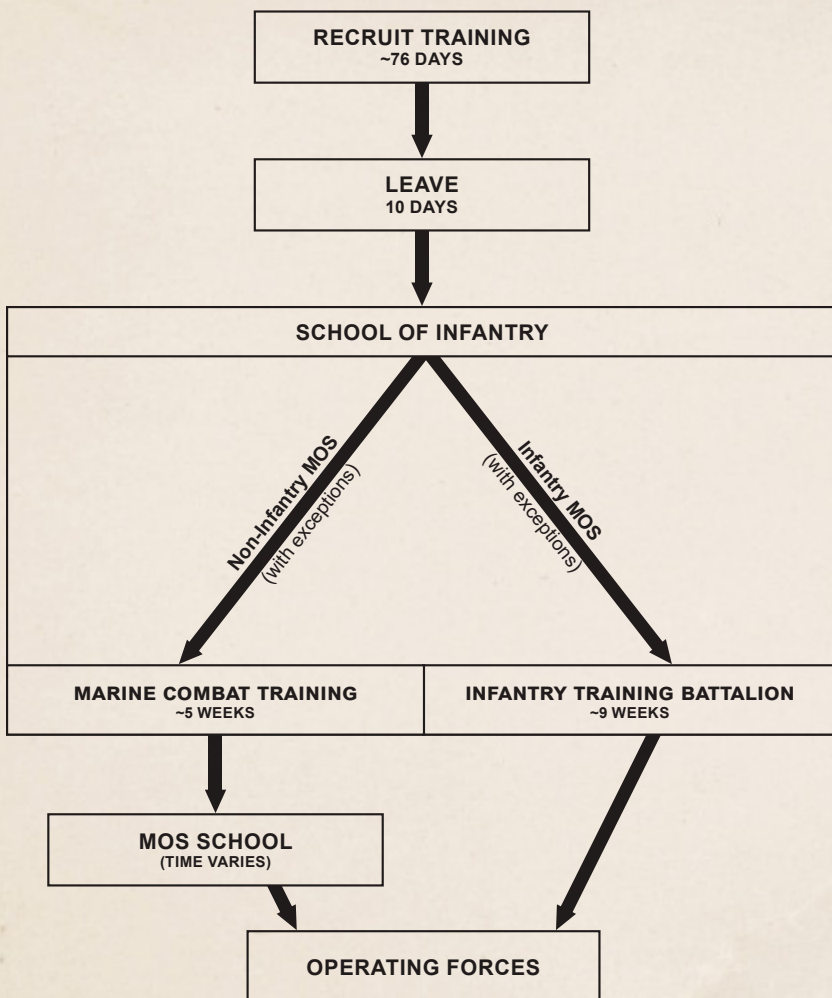 RECRUIT TRAINING
~76 DAYS
LEAVE
10 DAYS
SCHOOL OF INFANTRY
Non-Infantry MOS
(with exceptions)
Infantry MOS
(with exceptions)
MARINE COMBAT TRAINING
~5 WEEKS
INFANTRY TRAINING BATTALION
~9 WEEKS
MOS SCHOOL
(TIME VARIES)
OPERATING FORCES